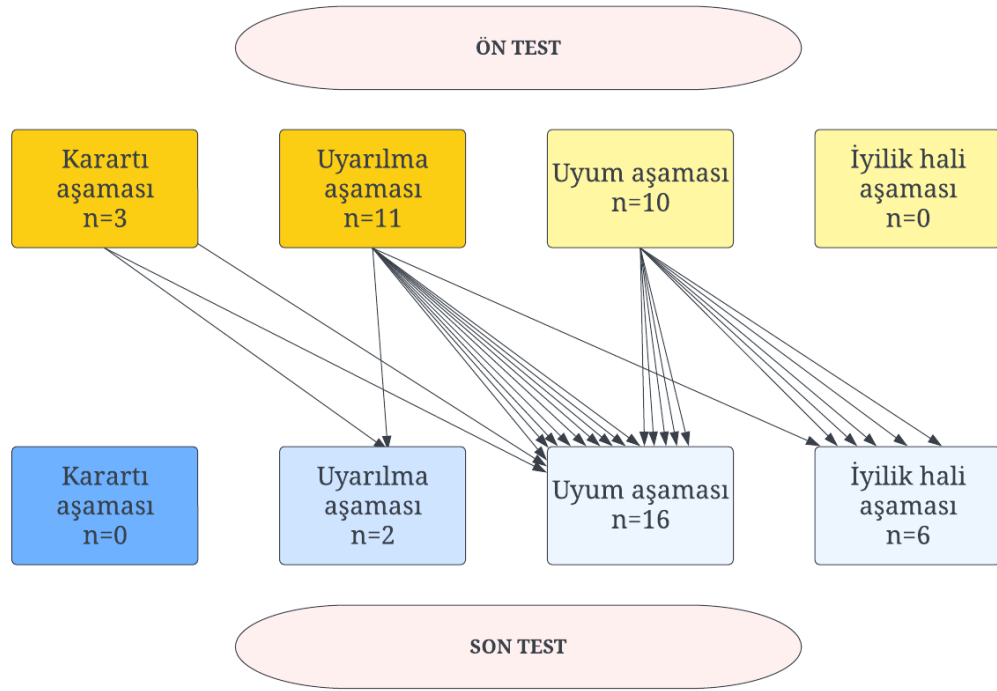 ÖN TEST
Karartı
aşaması
n=3
Uyarılma
aşaması
n=11
Uyum aşaması
n=10
İyilik hali
aşaması
n=0
Karartı
aşaması
n=0
Uyarılma
aşaması
n=2
Uyum aşaması
n=16
İyilik hali
aşaması
n=6
SON TEST